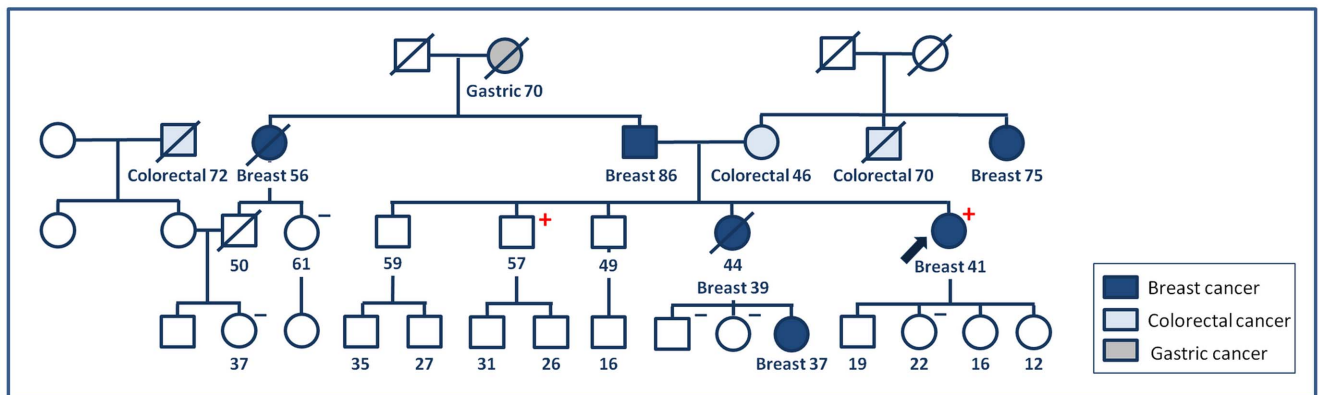 Gastric 70
Colorectal 72 Breast 56 Breast 86 Colorectal 46 Colorectal 70 Breast 75
– + +
50 61 59 57 49 44 Breast 41
Breast 39
– – – –
37 35 27 31 26 16 Breast 37 19 22 16 12
Breast cancer
Colorectal cancer
Gastric cancer